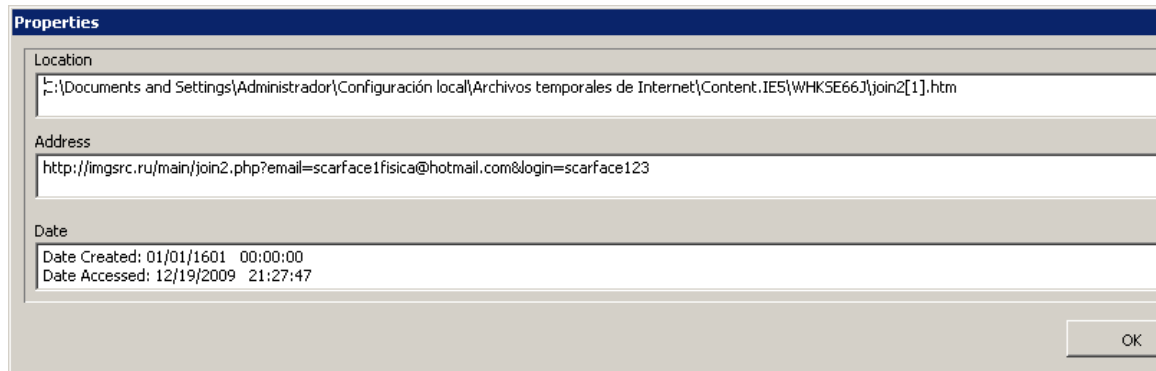 Properties
Location
C:\Documents and Settings\Administrador\Configuración local\Archivos temporales de Internet\Content.IE5\WHKSE66J\join2[1].htm
Address
http://imgsrc.ru/main/join2.php?email=scarface1fisica@hotmail.com&login=scarface123
Date
Date Created: 01/01/1601 00:00:00
Date Accessed: 12/19/2009 21:27:47
OK